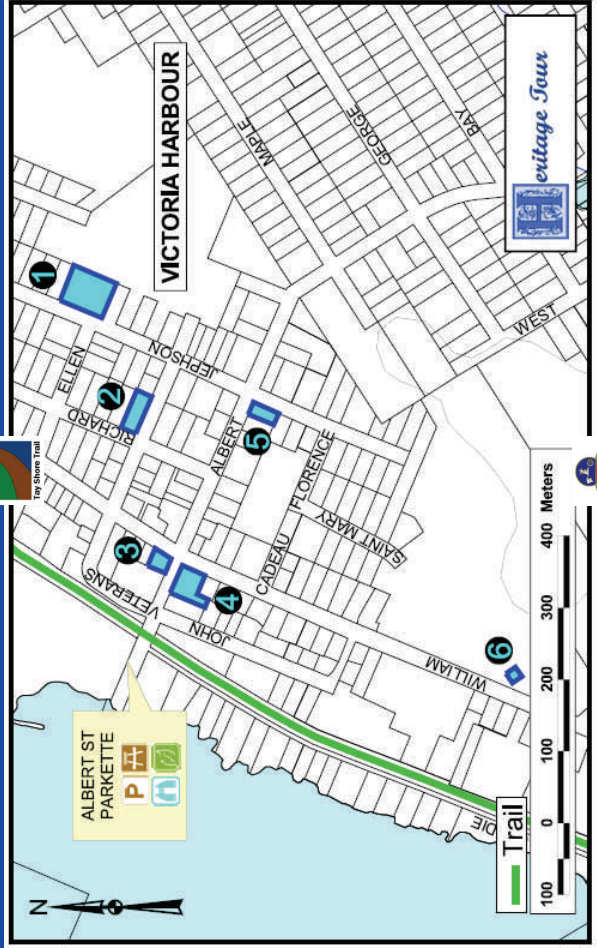 VICTORIA HARBOUR
Heritage Tour
MAPLE
GEORGE
BAY
WEST
ELLEN
JEPHSON
RICHARD
ALBERT
FLORENCE
SAINT MARY
CADEAU
VETERANS
JOHN
WILLIAM
1
2
3
4
5
6
ALBERT ST
PARKETTE
P
N
Tay Shore Trail
Trail
DIE
100 0 100 200 300 400 Meters